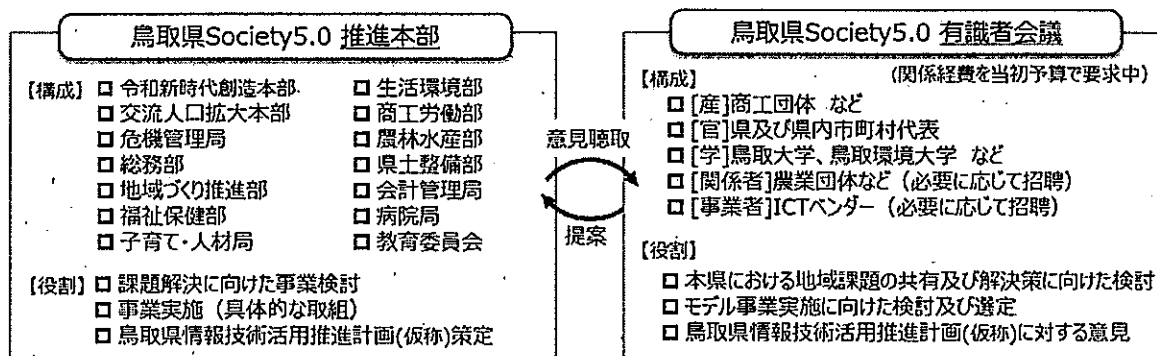 鳥取県Society5.0 推進本部
【構成】 □ 令和新時代創造本部 □ 生活環境部
□ 交流人口拡大本部 □ 商工労働部
□ 危機管理局 □ 農林水産部
□ 総務部 □ 県土整備部
□ 地域づくり推進部 □ 会計管理局
□ 福祉保健部 □ 病院局
□ 子育て・人材局 □ 教育委員会
【役割】 □ 課題解決に向けた事業検討
□ 事業実施（具体的な取組）
□ 鳥取県情報技術活用推進計画(仮称)策定
意見聴取
提案
鳥取県Society5.0 有識者会議
(関係経費を当初予算で要求中)
【構成】
□ [産]商工団体 など
□ [官]県及び県内市町村代表
□ [学]鳥取大学、鳥取環境大学 など
□ [関係者]農業団体など（必要に応じて招聘）
□ [事業者]ICTベンダー（必要に応じて招聘）
【役割】
□ 本県における地域課題の共有及び解決策に向けた検討
□ モデル事業実施に向けた検討及び選定
□ 鳥取県情報技術活用推進計画(仮称)に対する意見